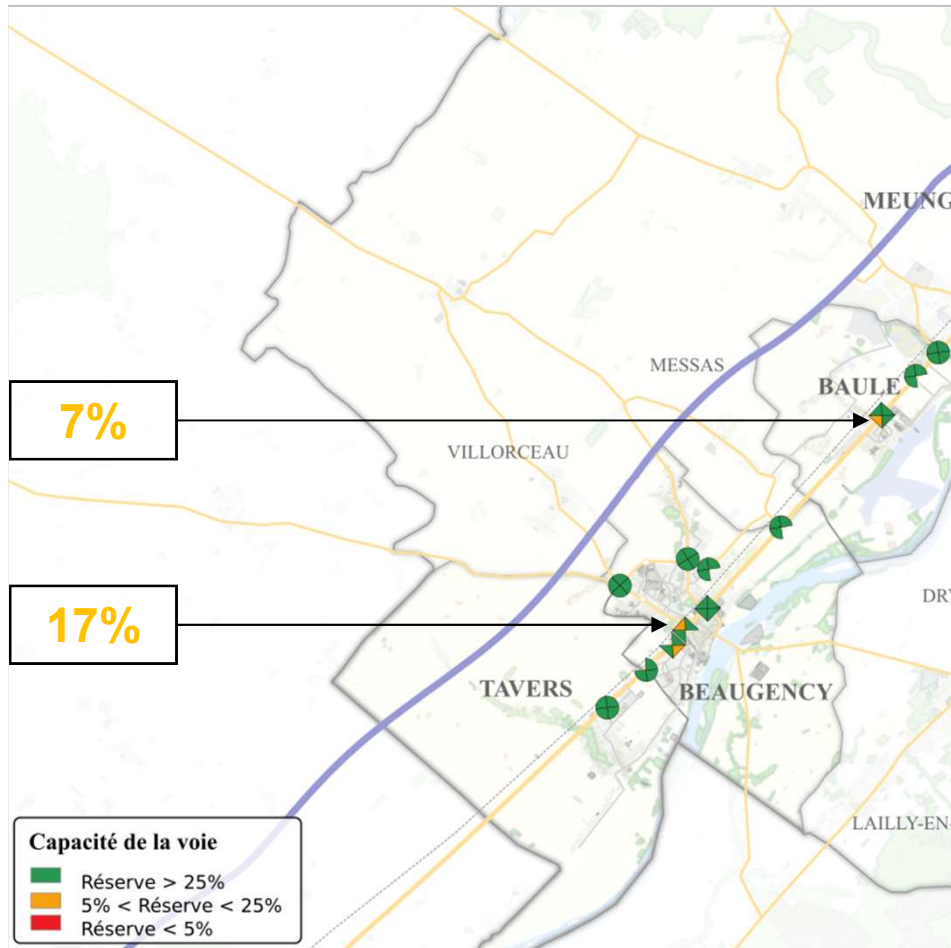 MEUNG
MESSAS
BAULE
7%
VILLORCEAU
DRY
17%
TAVERS
BEAUGENCY
LAILLY-EN-
Capacité de la voie
Réserve > 25%
5% < Réserve < 25%
Réserve < 5%